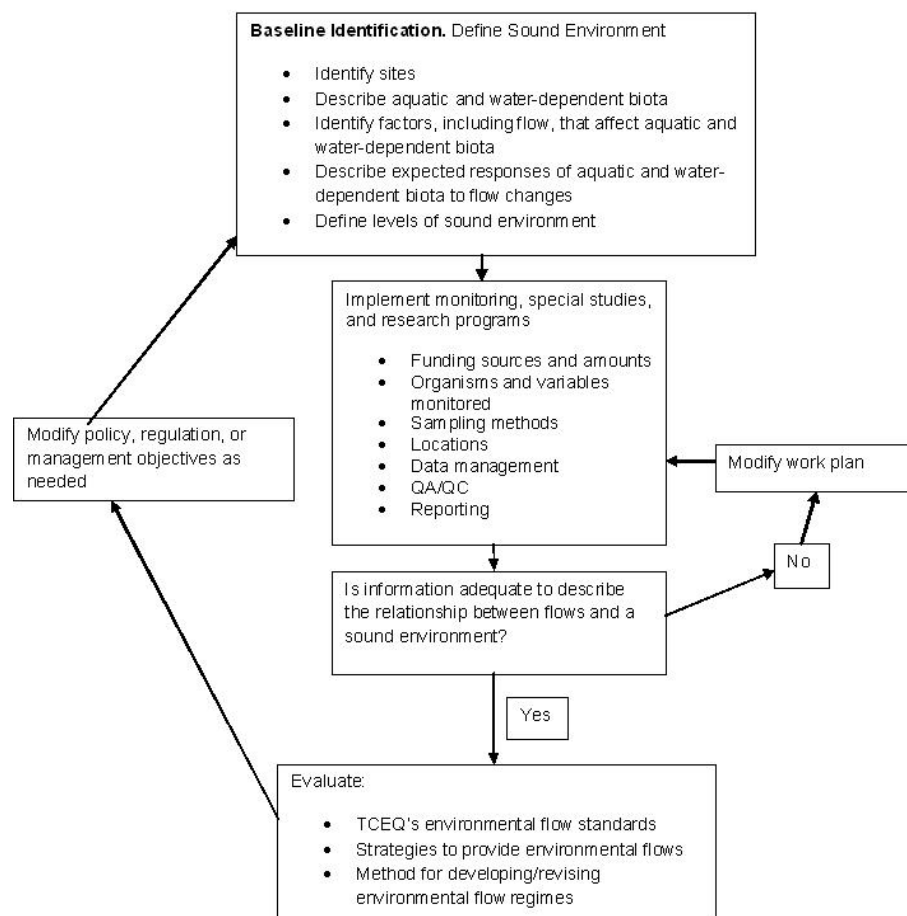 Baseline Identification. Define Sound Environment
• Identify sites
• Describe aquatic and water-dependent biota
• Identify factors, including flow, that affect aquatic and
water-dependent biota
• Describe expected responses of aquatic and water-
dependent biota to flow changes
• Define levels of sound environment
Implement monitoring, special studies,
and research programs
• Funding sources and amounts
• Organisms and variables
monitored
• Sampling methods
• Locations
• Data management
• QA/QC
• Reporting
Modify policy, regulation, or
management objectives as
needed
Modify work plan
No
Is information adequate to describe
the relationship between flows and a
sound environment?
Yes
Evaluate:
• TCEQ's environmental flow standards
• Strategies to provide environmental flows
• Method for developing/revising
environmental flow regimes